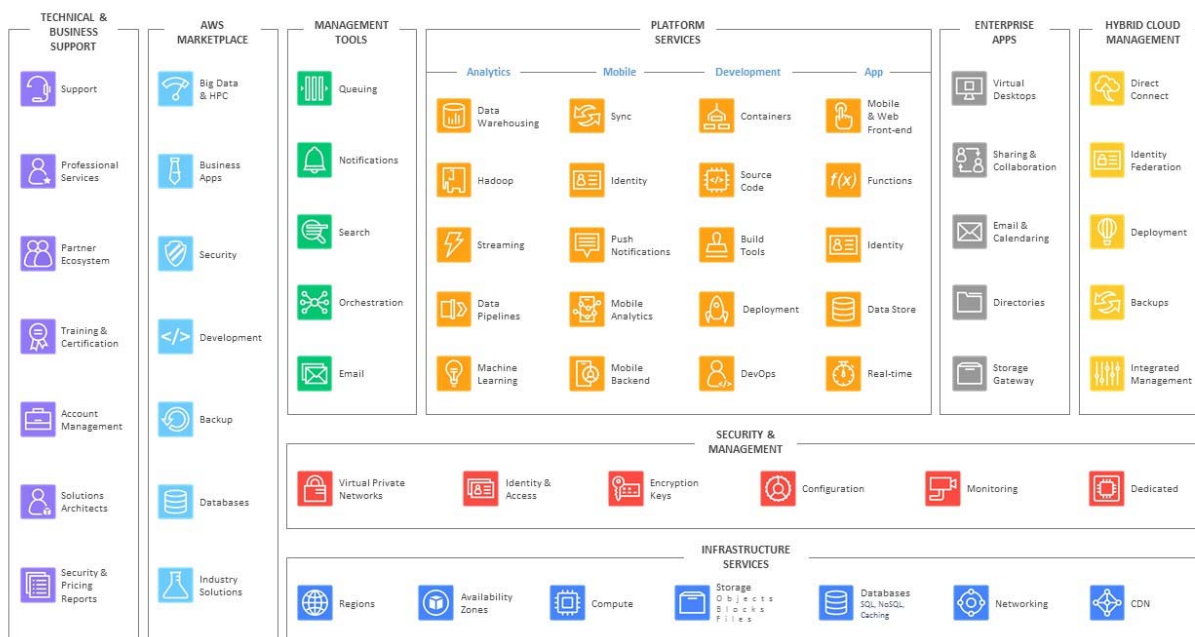 TECHNICAL &
BUSINESS
SUPPORT
Support
Professional
Services
Partner
Ecosystem
Training &
Certification
Account
Management
Solutions
Architects
Security &
Pricing
Reports
AWS
MARKETPLACE
Big Data
& HPC
Business
Apps
Security
Development
Backup
Databases
Industry
Solutions
MANAGEMENT
TOOLS
Queuing
Notifications
Search
Orchestration
Email
PLATFORM
SERVICES
Analytics
Data
Warehousing
Hadoop
Streaming
Data
Pipelines
Machine
Learning
Mobile
Sync
Identity
Push
Notifications
Mobile
Analytics
Mobile
Backend
Development
Containers
Source
Code
Build
Tools
Deployment
DevOps
App
Mobile
& Web
Front-end
f(x)
Functions
Identity
Data Store
Real-time
ENTERPRISE
APPS
Virtual
Desktops
Sharing &
Collaboration
Email &
Calendaring
Directories
Storage
Gateway
HYBRID CLOUD
MANAGEMENT
Direct
Connect
Identity
Federation
Deployment
Backups
Integrated
Management
SECURITY &
MANAGEMENT
Virtual Private
Networks
Identity &
Access
Encryption
Keys
Configuration
Monitoring
Dedicated
INFRASTRUCTURE
SERVICES
Regions
Availability
Zones
Compute
Storage
Objects
Blocks
Files
Databases
SQL, NoSQL,
Caching
Networking
CDN